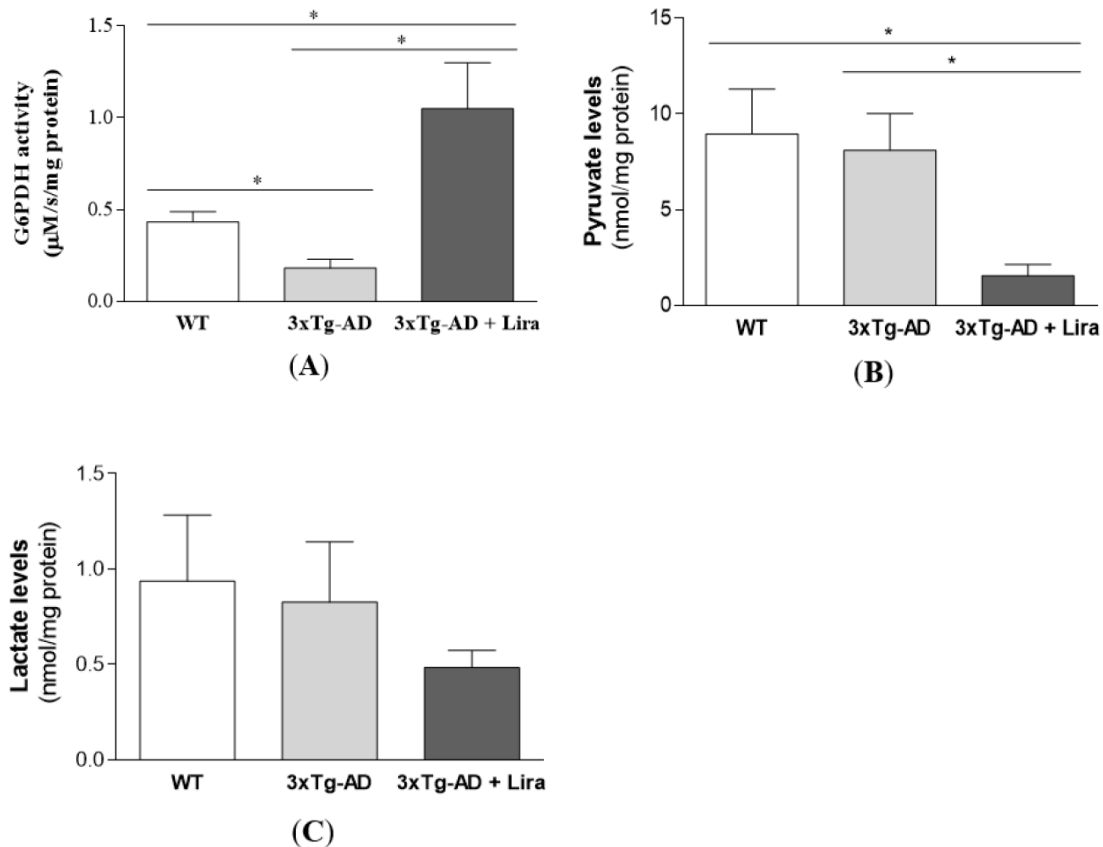 G6PDH activity
(µM/s/mg protein)
1.5
1.0
0.5
0.0
*
*
*
WT
3xTg-AD
3xTg-AD + Lira
(A)
Pyruvate levels
(nmol/mg protein)
15
10
5
0
*
*
WT
3xTg-AD
3xTg-AD + Lira
(B)
Lactate levels
(nmol/mg protein)
1.5
1.0
0.5
0.0
WT
3xTg-AD
3xTg-AD + Lira
(C)